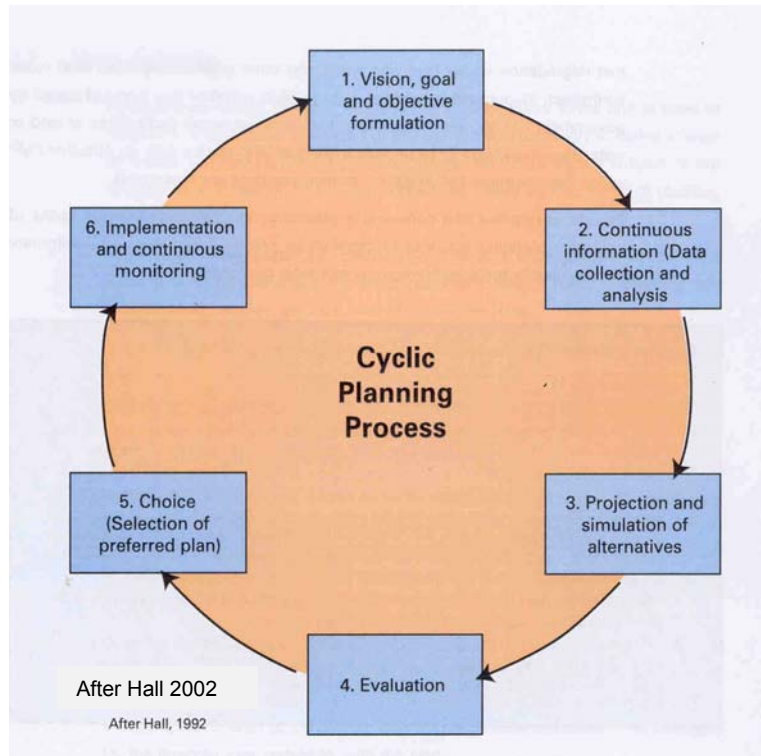 1. Vision, goal
and objective
formulation
2. Continuous
information (Data
collection and
analysis
3. Projection and
simulation of
alternatives
4. Evaluation
5. Choice
(Selection of
preferred plan)
6. Implementation
and continuous
monitoring
Cyclic
Planning
Process
After Hall 2002
After Hall, 1992